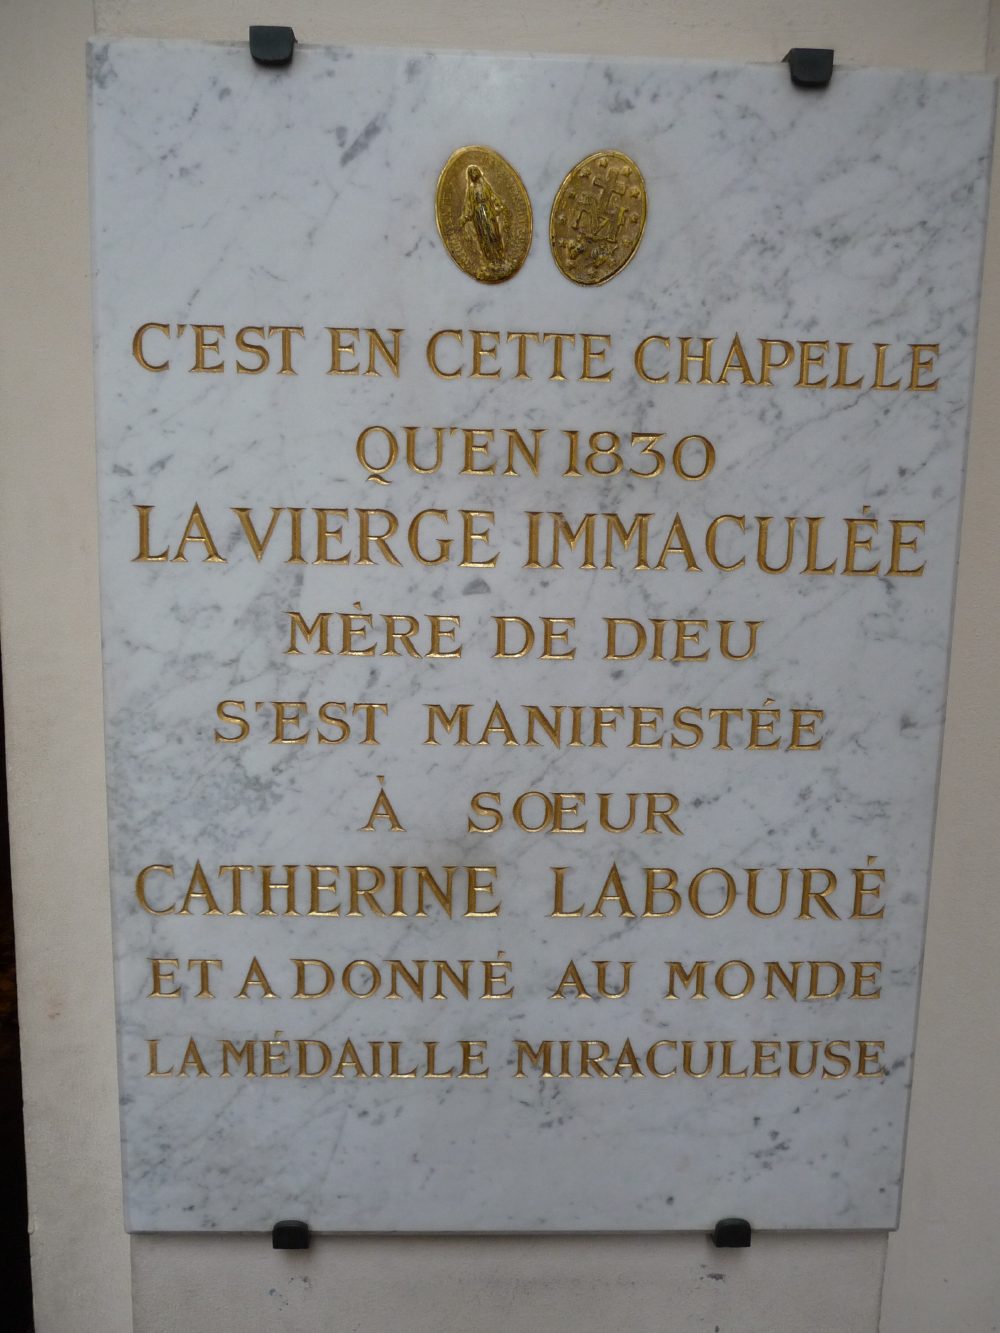 C'EST EN CETTE CHAPELLE
QU'EN 1830
LA VIERGE IMMACULÉE
MÈRE DE DIEU
S'EST MANIFESTÉE
À SŒUR
CATHERINE LABOURÉ
ET A DONNÉ AU MONDE
LA MÉDAILLE MIRACULEUSE